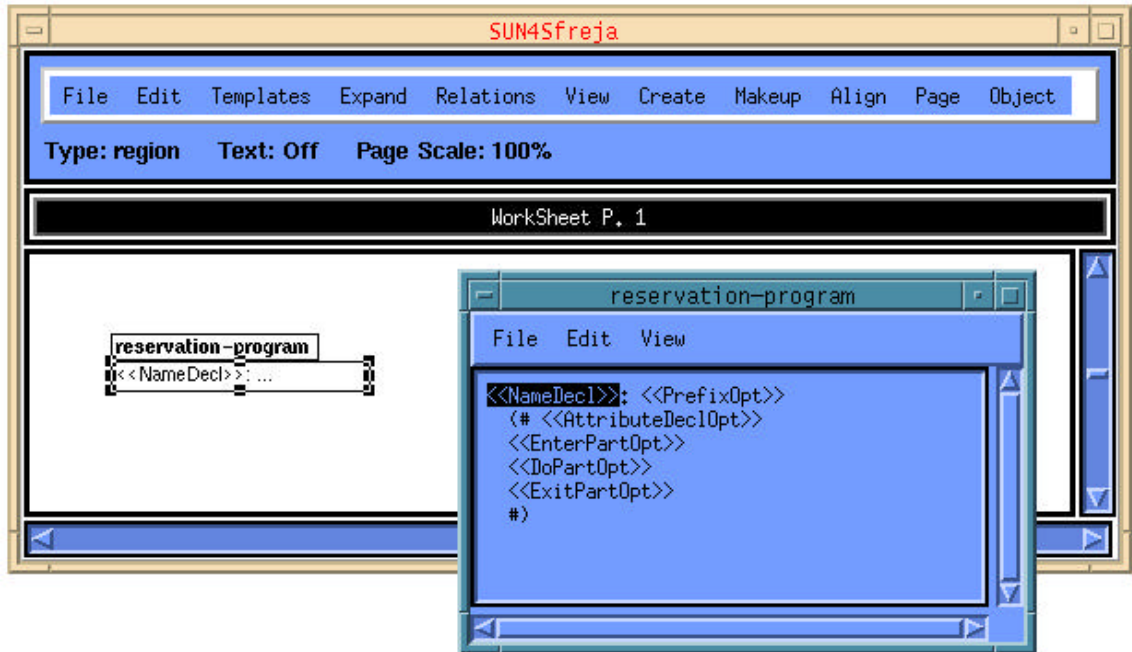 SUN4Sfreja
File Edit Templates Expand Relations View Create Makeup Align Page Object
Type: region Text: Off Page Scale: 100%
WorkSheet P. 1
reservation-program
<<NameDecl>>: ...
reservation-program
File Edit View
<<NameDecl>>: <<PrefixOpt>>
(# <<AttributeDeclOpt>>
<<EnterPartOpt>>
<<DoPartOpt>>
<<ExitPartOpt>>
#)